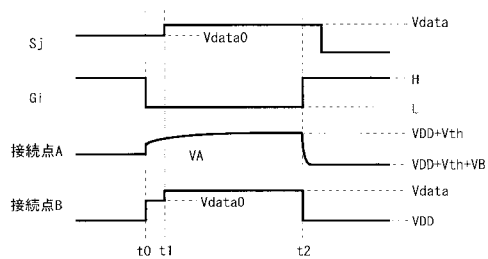 Sj
Vdata0
Vdata
Gi
H
L
接続点A
VA
VDD+Vth
VDD+Vth+VB
接続点B
Vdata0
Vdata
VDD
t0 t1 t2